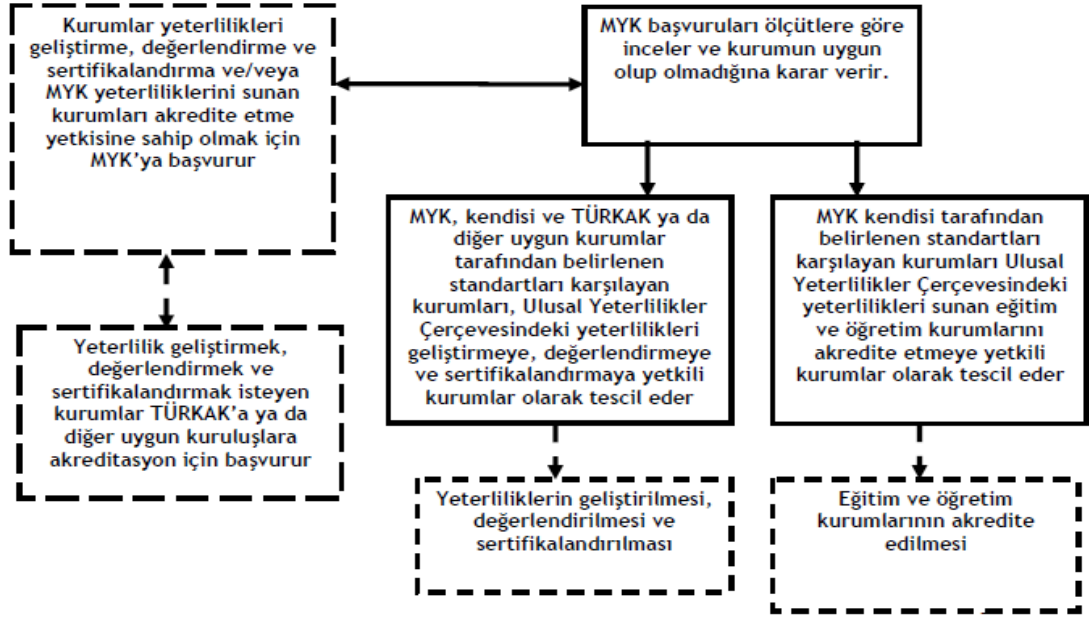 Kurumlar yeterlilikleri
geliştirme, değerlendirme ve
sertifikalandırma ve/veya
MYK yeterliliklerini sunan
kurumları akredite etme
yetkisine sahip olmak için
MYK’ya başvurur
MYK başvuruları ölçütlere göre
inceler ve kurumun uygun
olup olmadığına karar verir.
Yeterlilik geliştirmek,
değerlendirmek ve
sertifikalandırmak isteyen
kurumlar TÜRKAK’a ya da
diğer uygun kuruluşlara
akreditasyon için başvurur
MYK, kendisi ve TÜRKAK ya da
diğer uygun kurumlar
tarafından belirlenen
standartları karşılayan
kurumları, Ulusal Yeterlilikler
Çerçevesindeki yeterlilikleri
geliştirmeye, değerlendirmeye
ve sertifikalandırmaya yetkili
kurumlar olarak tescil eder
MYK kendisi tarafından
belirlenen standartları
karşılayan kurumları Ulusal
Yeterlilikler Çerçevesindeki
yeterlilikleri sunan eğitim
ve öğretim kurumlarını
akredite etmeye yetkili
kurumlar olarak tescil eder
Yeterliliklerin geliştirilmesi,
değerlendirilmesi ve
sertifikalandırılması
Eğitim ve öğretim
kurumlarının akredite
edilmesi